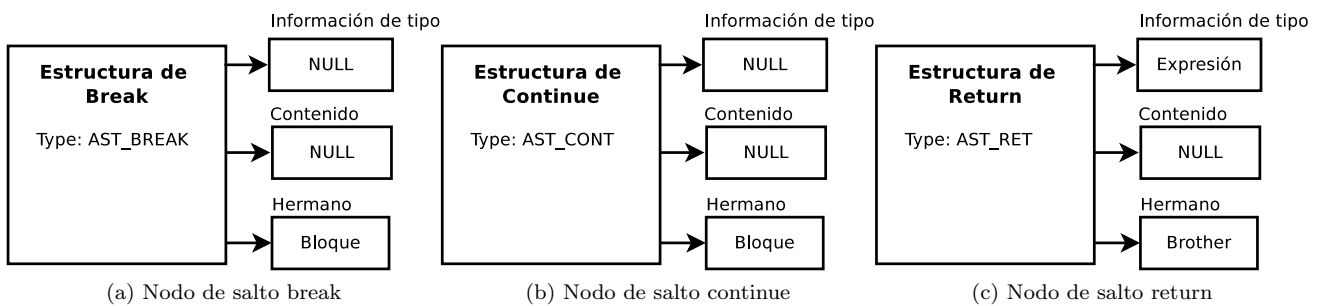 Información de tipo
Estructura de
Break
Type: AST_BREAK
NULL
Contenido
NULL
Hermano
Bloque
(a) Nodo de salto break
Información de tipo
Estructura de
Continue
Type: AST_CONT
NULL
Contenido
NULL
Hermano
Bloque
(b) Nodo de salto continue
Información de tipo
Estructura de
Return
Type: AST_RET
Expresión
Contenido
NULL
Hermano
Brother
(c) Nodo de salto return